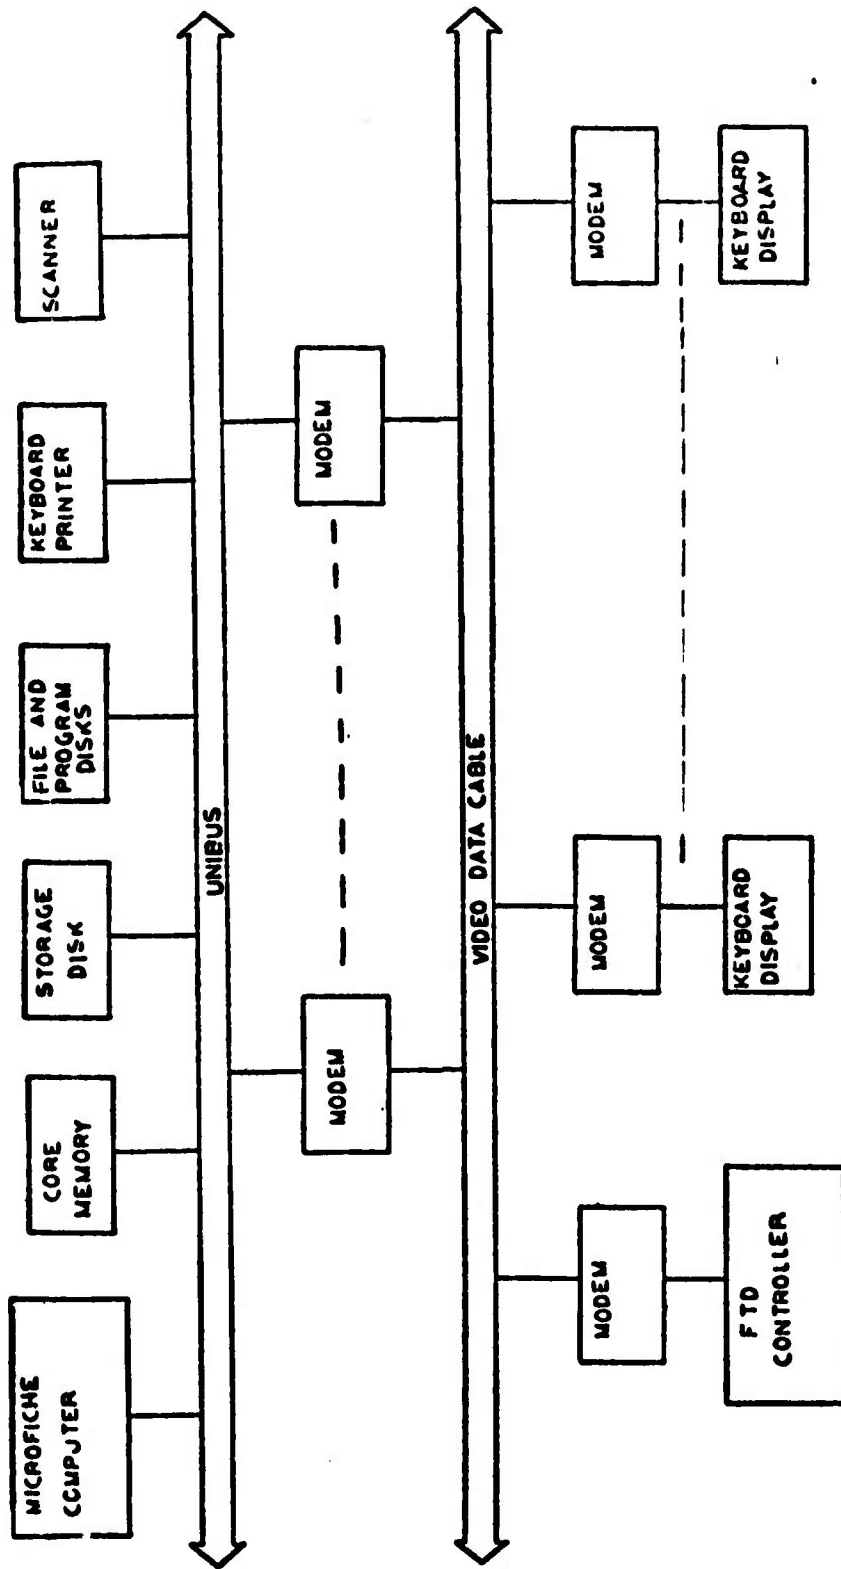 MICROFICHE
COMPUTER
CORE
MEMORY
STORAGE
DISK
FILE AND
PROGRAM
DISKS
KEYBOARD
PRINTER
SCANNER
UNIBUS
MODEM
MODEM
VIDEO DATA CABLE
MODEM
MODEM
MODEM
FTD
CONTROLLER
KEYBOARD
DISPLAY
KEYBOARD
DISPLAY